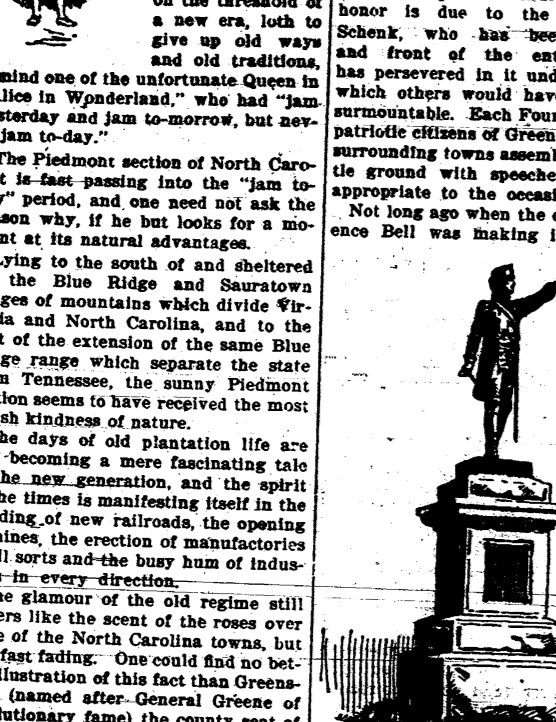 on the threshold of
a new era, loth to
give up old ways
and old traditions,
mind one of the unfortunate Queen in
lice in Wonderland," who had "jam
sterday and jam to-morrow, but nev-
jam to-day."
The Piedmont section of North Caro-
t is fast passing into the "jam to-
y" period, and one need not ask the
son why, if he but looks for a mo-
nt at its natural advantages.
Lying to the south of and sheltered
the Blue Ridge and Sauratown
ges of mountains which divide Vir-
ia and North Carolina, and to the
t of the extension of the same Blue
ge range which separate the state
n Tennessee, the sunny Piedmont
tion seems to have received the most
sh kindness of nature.
he days of old plantation life are
becoming a mere fascinating tale
he new generation, and the spirit
he times is manifesting itself in the
ding of new railroads, the opening
ines, the erection of manufactories
ll sorts and the busy hum of indus-
s in every direction.
he glamour of the old regime still
ers like the scent of the roses over
e of the North Carolina towns, but
fast fading. One could find no bet-
illustration of this fact than Greens-
(named after General Greene of
lutionary fame) the county seat of
honor is due to the
Schenk, who has bee
and front of the ent
has persevered in it und
which others would hav
surmountable. Each Four
patriotic citizens of Green
surrounding towns assemb
tle ground with speeche
appropriate to the occasi
Not long ago when the
ence Bell was making i